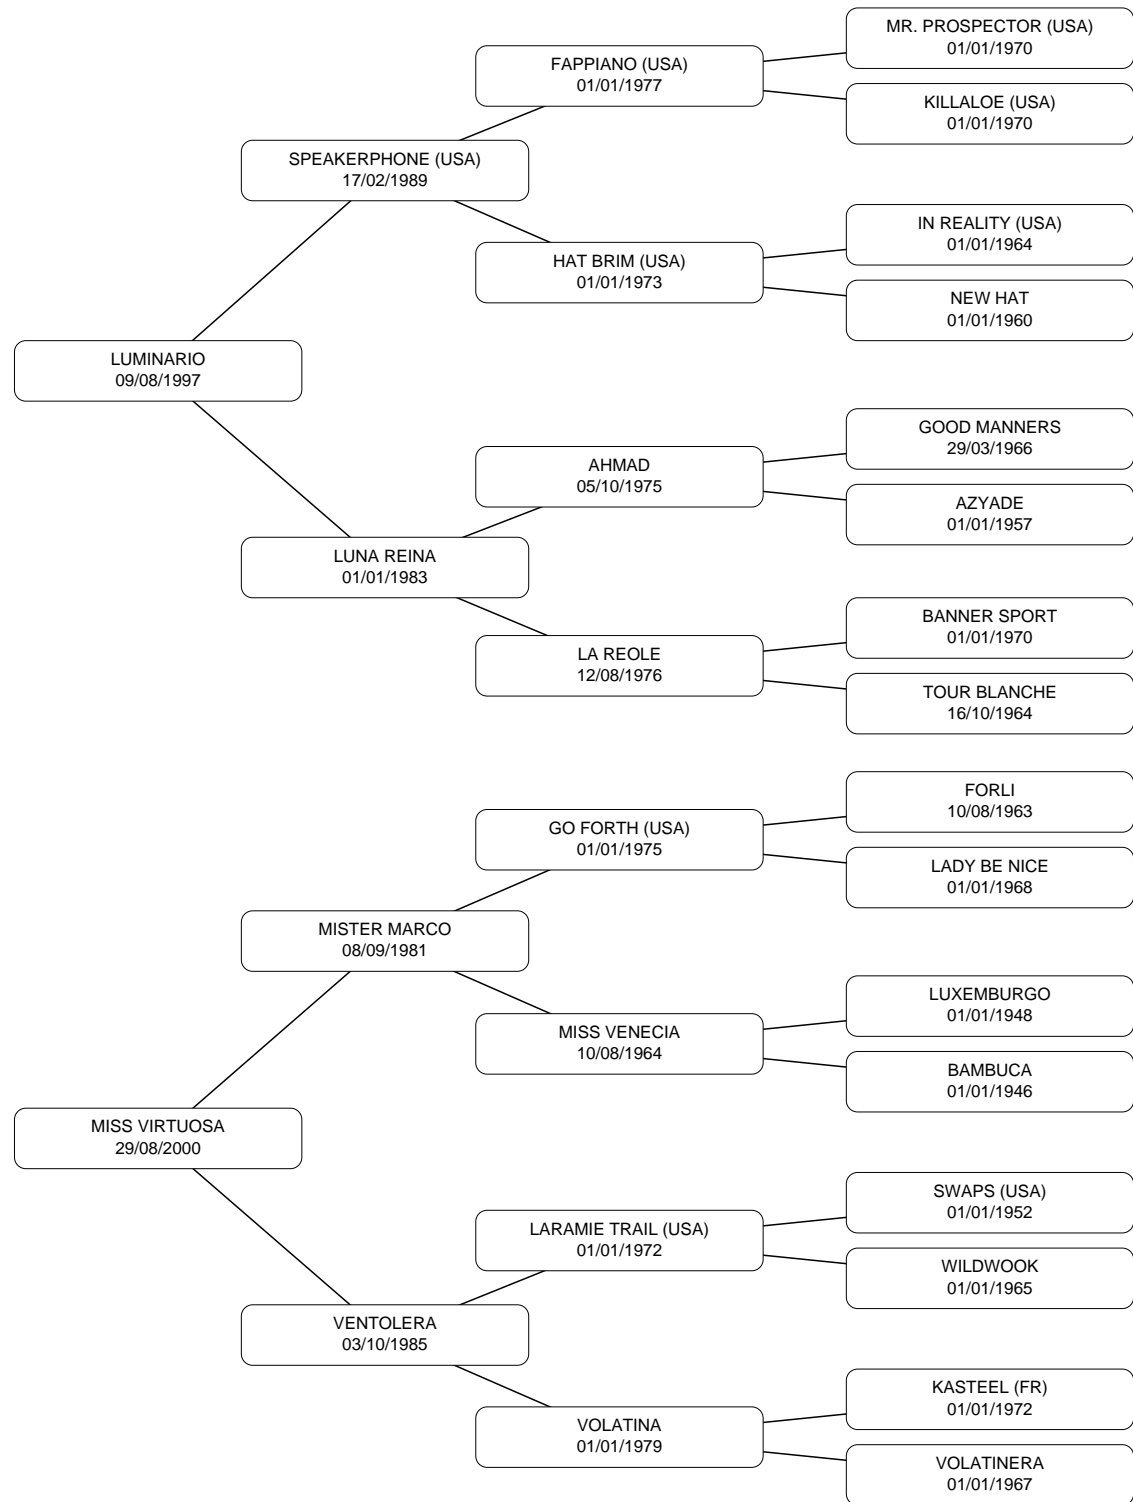 MR. PROSPECTOR (USA)
01/01/1970
FAPPIANO (USA)
01/01/1977
KILLALOE (USA)
01/01/1970
SPEAKERPHONE (USA)
17/02/1989
IN REALITY (USA)
01/01/1964
HAT BRIM (USA)
01/01/1973
NEW HAT
01/01/1960
LUMINARIO
09/08/1997
GOOD MANNERS
29/03/1966
AHMAD
05/10/1975
AZYADE
01/01/1957
LUNA REINA
01/01/1983
BANNER SPORT
01/01/1970
LA REOLE
12/08/1976
TOUR BLANCHE
16/10/1964
FORLI
10/08/1963
GO FORTH (USA)
01/01/1975
LADY BE NICE
01/01/1968
MISTER MARCO
08/09/1981
LUXEMBURGO
01/01/1948
MISS VENECIA
10/08/1964
BAMBUCA
01/01/1946
MISS VIRTUOSA
29/08/2000
SWAPS (USA)
01/01/1952
LARAMIE TRAIL (USA)
01/01/1972
WILDWOOK
01/01/1965
VENTOLERA
03/10/1985
KASTEEL (FR)
01/01/1972
VOLATINA
01/01/1979
VOLATINERA
01/01/1967